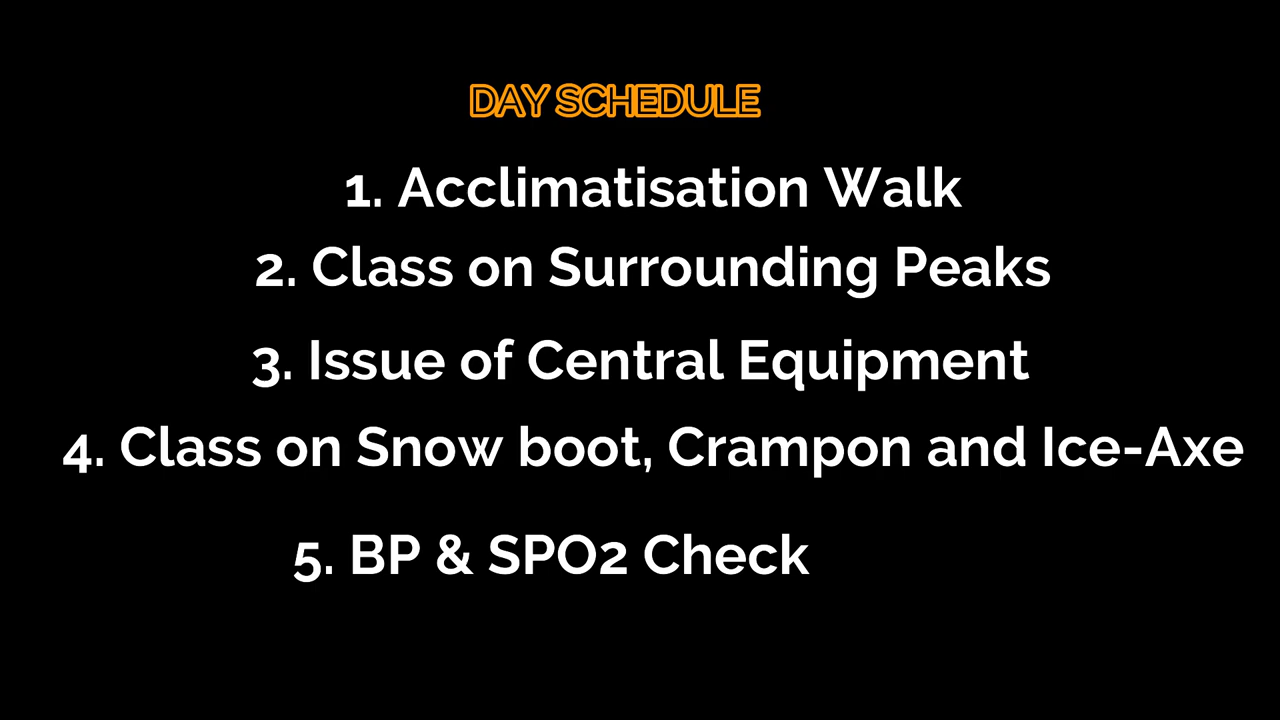 DAY SCHEDULE
1. Acclimatisation Walk
2. Class on Surrounding Peaks
3. Issue of Central Equipment
4. Class on Snow boot, Crampon and Ice-Axe
5. BP & SPO2 Check